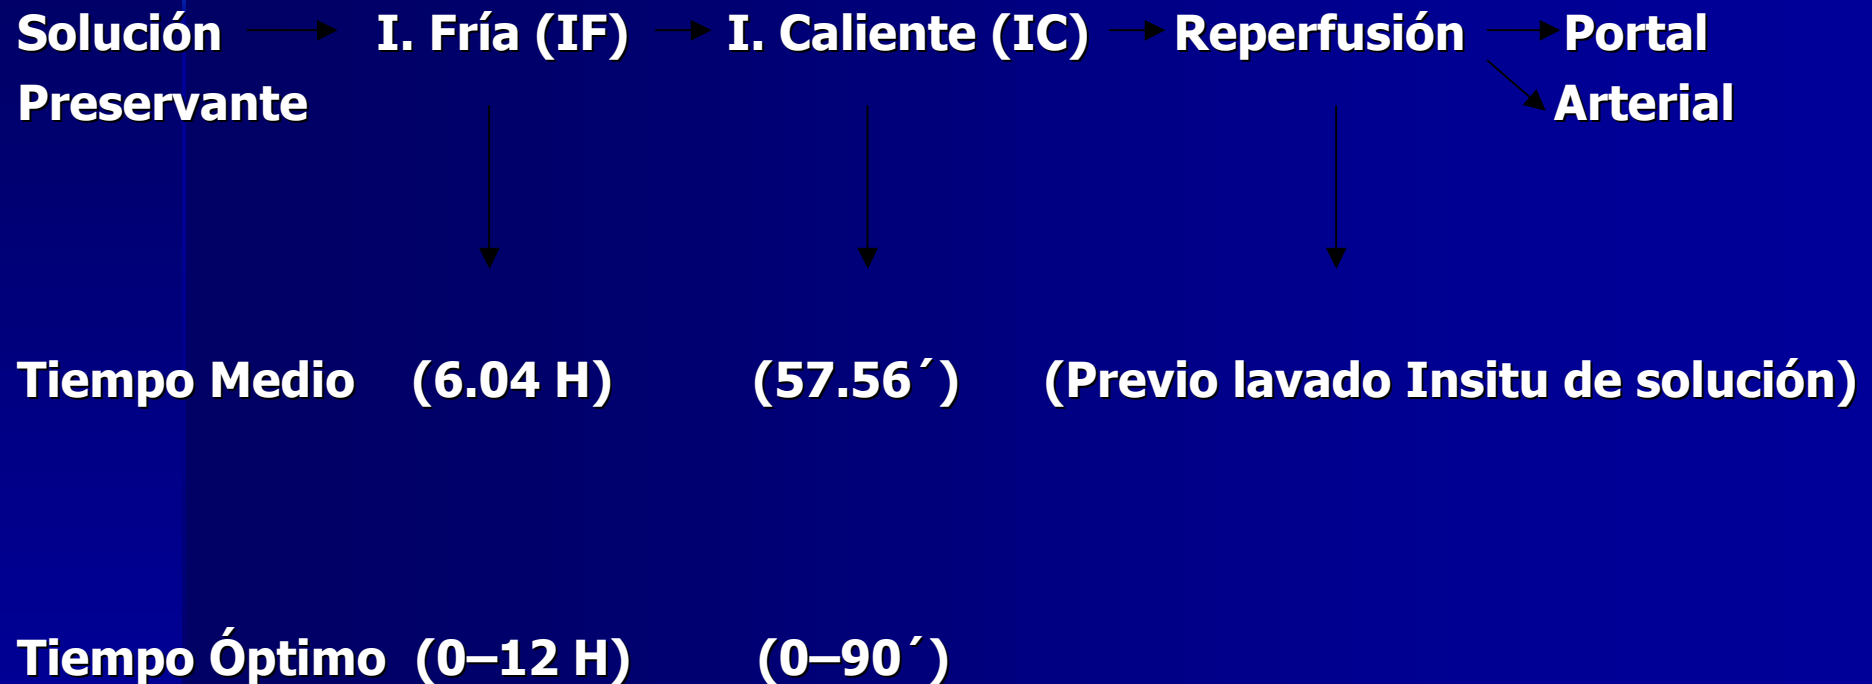 Solución I. Fría (IF) I. Caliente (IC) Reperfusión Portal
Preservante Arterial
Tiempo Medio (6.04 H) (57.56´) (Previo lavado Insitu de solución)
Tiempo Óptimo (0–12 H) (0–90´)